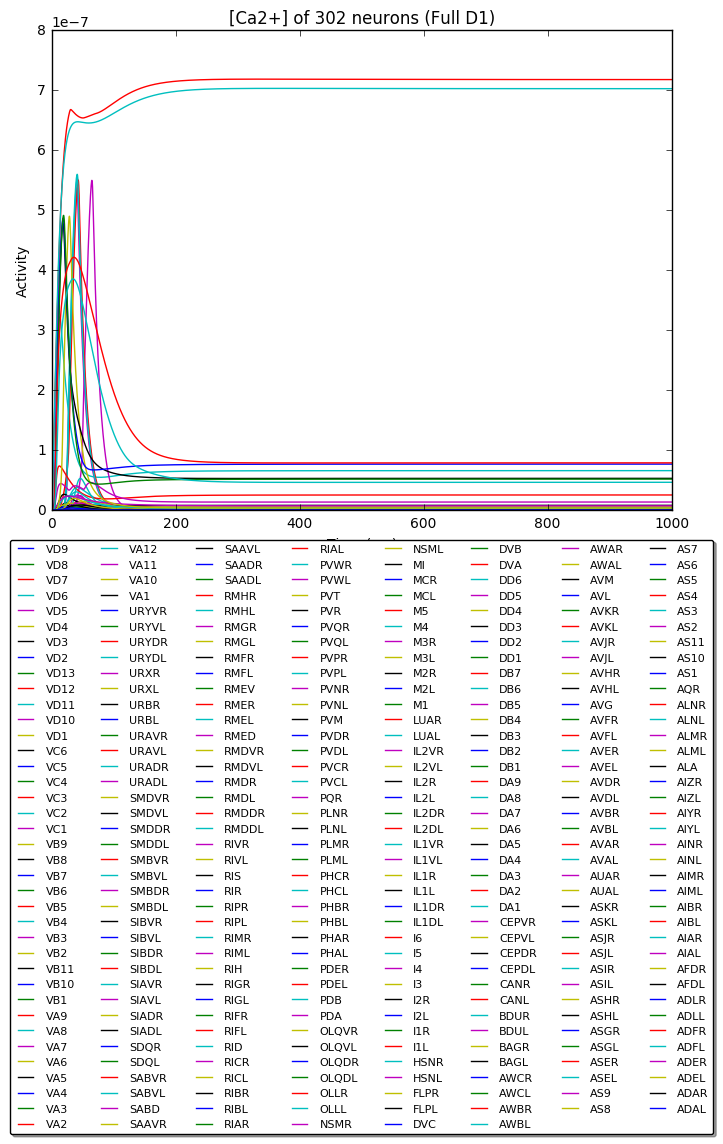 [Ca2+] of 302 neurons (Full D1)
1e−7
8
7
6
5
4
3
2
1
0
Activity
0 200 400 600 800 1000
VD9
VD8
VD7
VD6
VD5
VD4
VD3
VD2
VD13
VD12
VD11
VD10
VD1
VC6
VC5
VC4
VC3
VC2
VC1
VB9
VB8
VB7
VB6
VB5
VB4
VB3
VB2
VB11
VB10
VB1
VA9
VA8
VA7
VA6
VA5
VA4
VA3
VA2
VA12
VA11
VA10
VA1
URYVR
URYVL
URYDR
URYDL
URXR
URXL
URBR
URBL
URAVR
URAVL
URADR
URADL
SMDVR
SMDVL
SMDDR
SMDDL
SMBVR
SMBVL
SMBDR
SMBDL
SIBVR
SIBVL
SIBDR
SIBDL
SIAVR
SIAVL
SIADR
SIADL
SDQR
SDQL
SABVR
SABVL
SABD
SAAVR
SAAVL
SAADR
SAADL
RMHR
RMHL
RMGR
RMGL
RMFR
RMFL
RMEV
RMER
RMEL
RMED
RMDVR
RMDVL
RMDR
RMDL
RMDDR
RMDDL
RIVR
RIVL
RIS
RIR
RIPR
RIPL
RIMR
RIML
RIH
RIGR
RIGL
RIFR
RIFL
RID
RICR
RICL
RIBR
RIBL
RIAR
RIAL
PVWR
PVWL
PVT
PVR
PVQR
PVQL
PVPR
PVPL
PVNR
PVNL
PVM
PVDR
PVDL
PVCR
PVCL
PQR
PLNR
PLNL
PLMR
PLML
PHCR
PHCL
PHBR
PHBL
PHAR
PHAL
PDER
PDEL
PDB
PDA
OLQVR
OLQVL
OLQDR
OLQDL
OLLR
OLLL
NSMR
NSML
MI
MCR
MCL
M5
M4
M3R
M3L
M2R
M2L
M1
LUAR
LUAL
IL2VR
IL2VL
IL2R
IL2L
IL2DR
IL2DL
IL1VR
IL1VL
IL1R
IL1L
IL1DR
IL1DL
I6
I5
I4
I3
I2R
I2L
I1R
I1L
HSNR
HSNL
FLPR
FLPL
DVC
DVB
DVA
DD6
DD5
DD4
DD3
DD2
DD1
DB7
DB6
DB5
DB4
DB3
DB2
DB1
DA9
DA8
DA7
DA6
DA5
DA4
DA3
DA2
DA1
CEPVR
CEPVL
CEPDR
CEPDL
CANR
CANL
BDUR
BDUL
BAGR
BAGL
AWCR
AWCL
AWBR
AWBL
AWAR
AWAL
AVM
AVL
AVKR
AVKL
AVJR
AVJL
AVHR
AVHL
AVG
AVFR
AVFL
AVER
AVEL
AVDR
AVDL
AVBR
AVBL
AVAR
AVAL
AUAR
AUAL
ASKR
ASKL
ASJR
ASJL
ASIR
ASIL
ASHR
ASHL
ASGR
ASGL
ASER
ASEL
AS9
AS8
AS7
AS6
AS5
AS4
AS3
AS2
AS11
AS10
AS1
AQR
ALNR
ALNL
ALMR
ALML
ALA
AIZR
AIZL
AIYR
AIYL
AINR
AINL
AIMR
AIML
AIBR
AIBL
AIAR
AIAL
AFDR
AFDL
ADLR
ADLL
ADFR
ADFL
ADER
ADEL
ADAR
ADAL